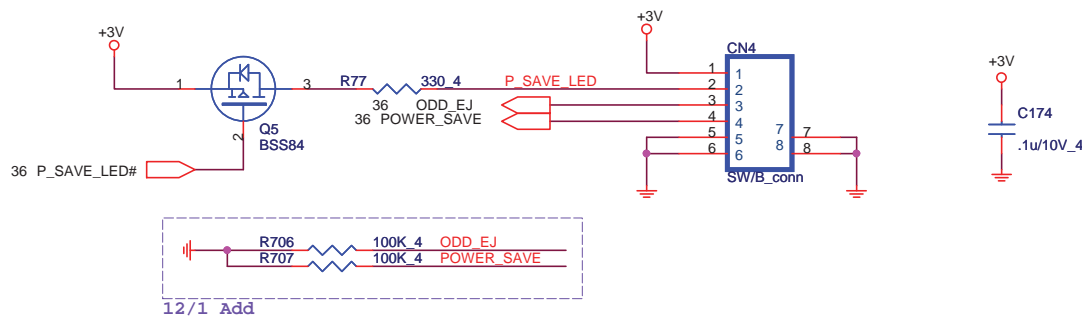 +3V
+3V
CN4
+3V
1
3
R77
330_4
P_SAVE_LED
1
1
2
2
36 ODD_EJ
3
3
36 POWER_SAVE
4
4
5
5
7
7
6
6
8
8
SW/B_conn
C174
.1u/10V_4
2
Q5
BSS84
36 P_SAVE_LED#
R706
100K_4
ODD_EJ
R707
100K_4
POWER_SAVE
12/1 Add